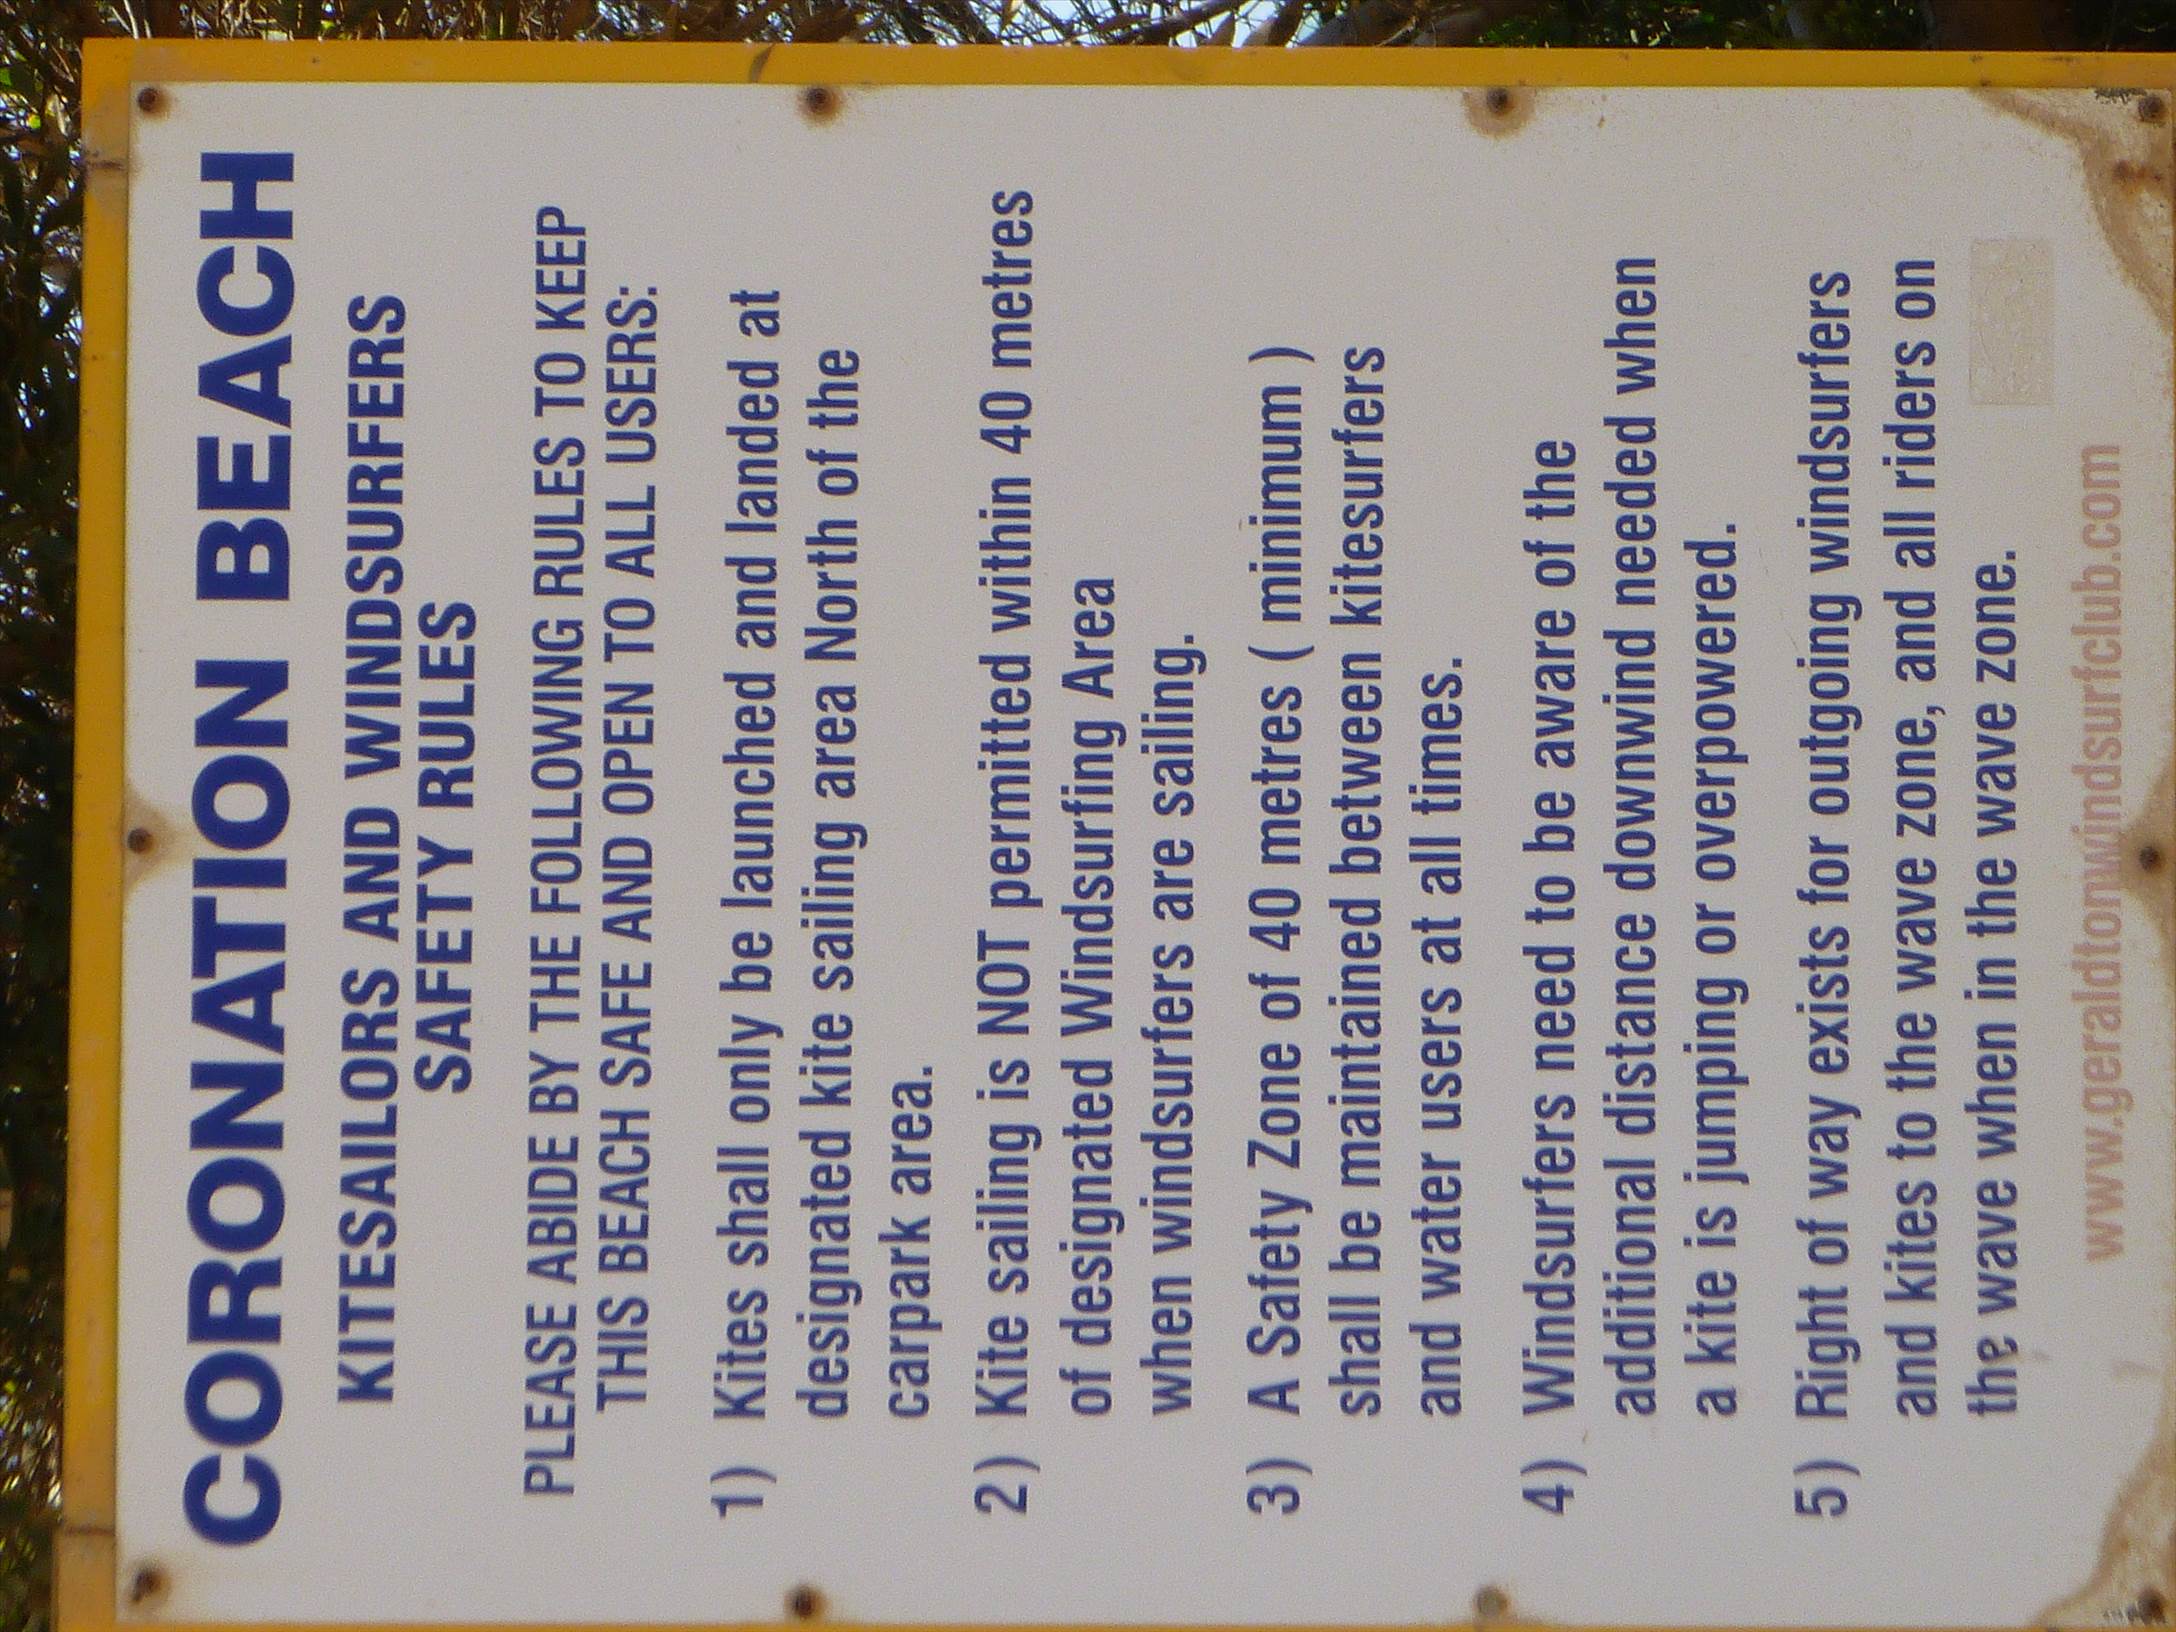 CORONATION BEACH
KITESAILORS AND WINDSURFERS
SAFETY RULES
PLEASE ABIDE BY THE FOLLOWING RULES TO KEEP
THIS BEACH SAFE AND OPEN TO ALL USERS:
1) Kites shall only be launched and landed at
designated kite sailing area North of the
carpark area.
2) Kite sailing is NOT permitted within 40 metres
of designated Windsurfing Area
when windsurfers are sailing.
3) A Safety Zone of 40 metres ( minimum )
shall be maintained between kitesurfers
and water users at all times.
4) Windsurfers need to be aware of the
additional distance downwind needed when
a kite is jumping or overpowered.
5) Right of way exists for outgoing windsurfers
and kites to the wave zone, and all riders on
the wave when in the wave zone.
www.geraldtonwindsurfclub.com